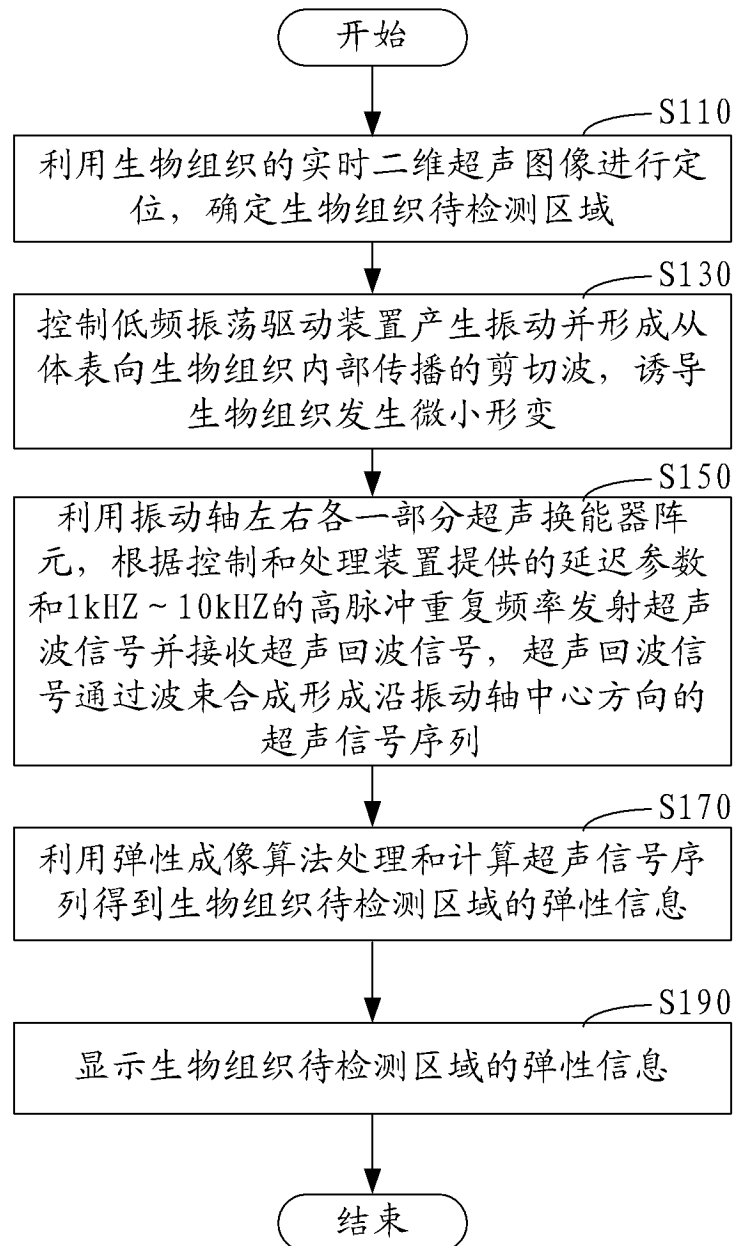 开始
S110
利用生物组织的实时二维超声图像进行定
位，确定生物组织待检测区域
S130
控制低频振荡驱动装置产生振动并形成从
体表向生物组织内部传播的剪切波，诱导
生物组织发生微小形变
S150
利用振动轴左右各一部分超声换能器阵
元，根据控制和处理装置提供的延迟参数
和1kHZ～10kHZ的高脉冲重复频率发射超声
波信号并接收超声回波信号，超声回波信
号通过波束合成形成沿振动轴中心方向的
超声信号序列
S170
利用弹性成像算法处理和计算超声信号序
列得到生物组织待检测区域的弹性信息
S190
显示生物组织待检测区域的弹性信息
结束